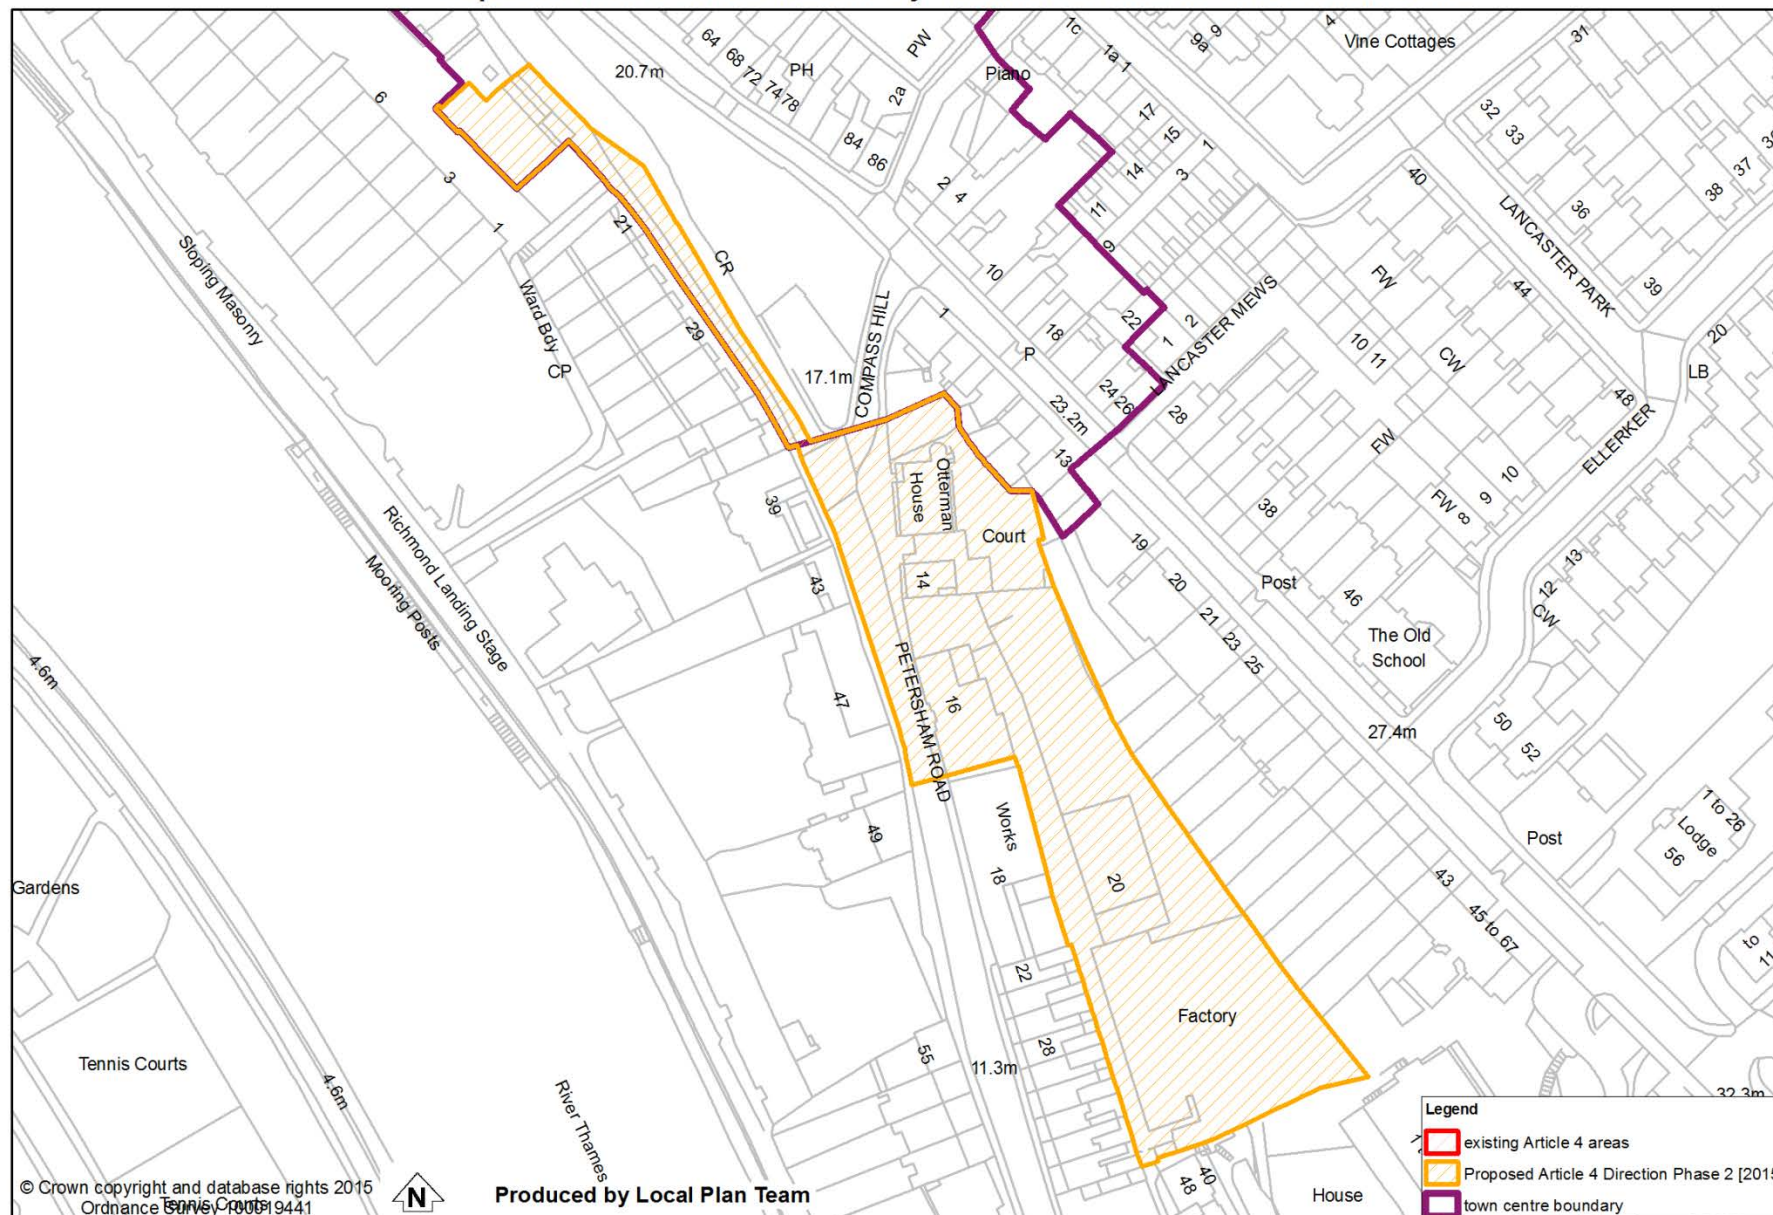 64
68
72
74
78
PH
PW
2a
84
86
20.7m
1c
1a 1
9a
9
4
Piano
Vine Cottages
31
17
15
1
14
3
11
9
32
33
40
36
38
37
39
LANCASTER PARK
6
3
1
21
29
2 4
10
1
18
22
2
1
LANCASTER MEWS
FW
44
10 11
CW
48
20
LB
ELLERKER
Sloping Masonry
Ward Bdy
CP
CR
17.1m
COMPASS HILL
P
24 26
28
23.2m
13
FW
FW 8
9
10
38
39
Otterman
House
Court
14
43
19
20
21
23
25
Post
46
The Old
School
12
13
CW
Richmond Landing Stage
Mooring Posts
4.6m
47
PETERSHAM ROAD
16
27.4m
50
52
Works
49
18
20
Post
1 to 26
Lodge
56
43
45 to 67
to
11
Gardens
22
28
Factory
55
11.3m
Tennis Courts
4.6m
River Thames
32.3m
48
40
House
Legend
existing Article 4 areas
Proposed Article 4 Direction Phase 2 [2015
town centre boundary
© Crown copyright and database rights 2015
Ordnance Survey 100019441
Tennis Courts
N
Produced by Local Plan Team